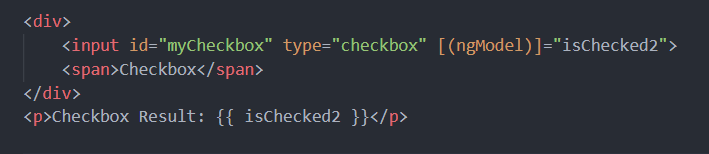 <div>
    <input id="myCheckbox" type="checkbox" [(ngModel)]="isChecked2">
    <span>Checkbox</span>
</div>
<p>Checkbox Result: {{ isChecked2 }}</p>